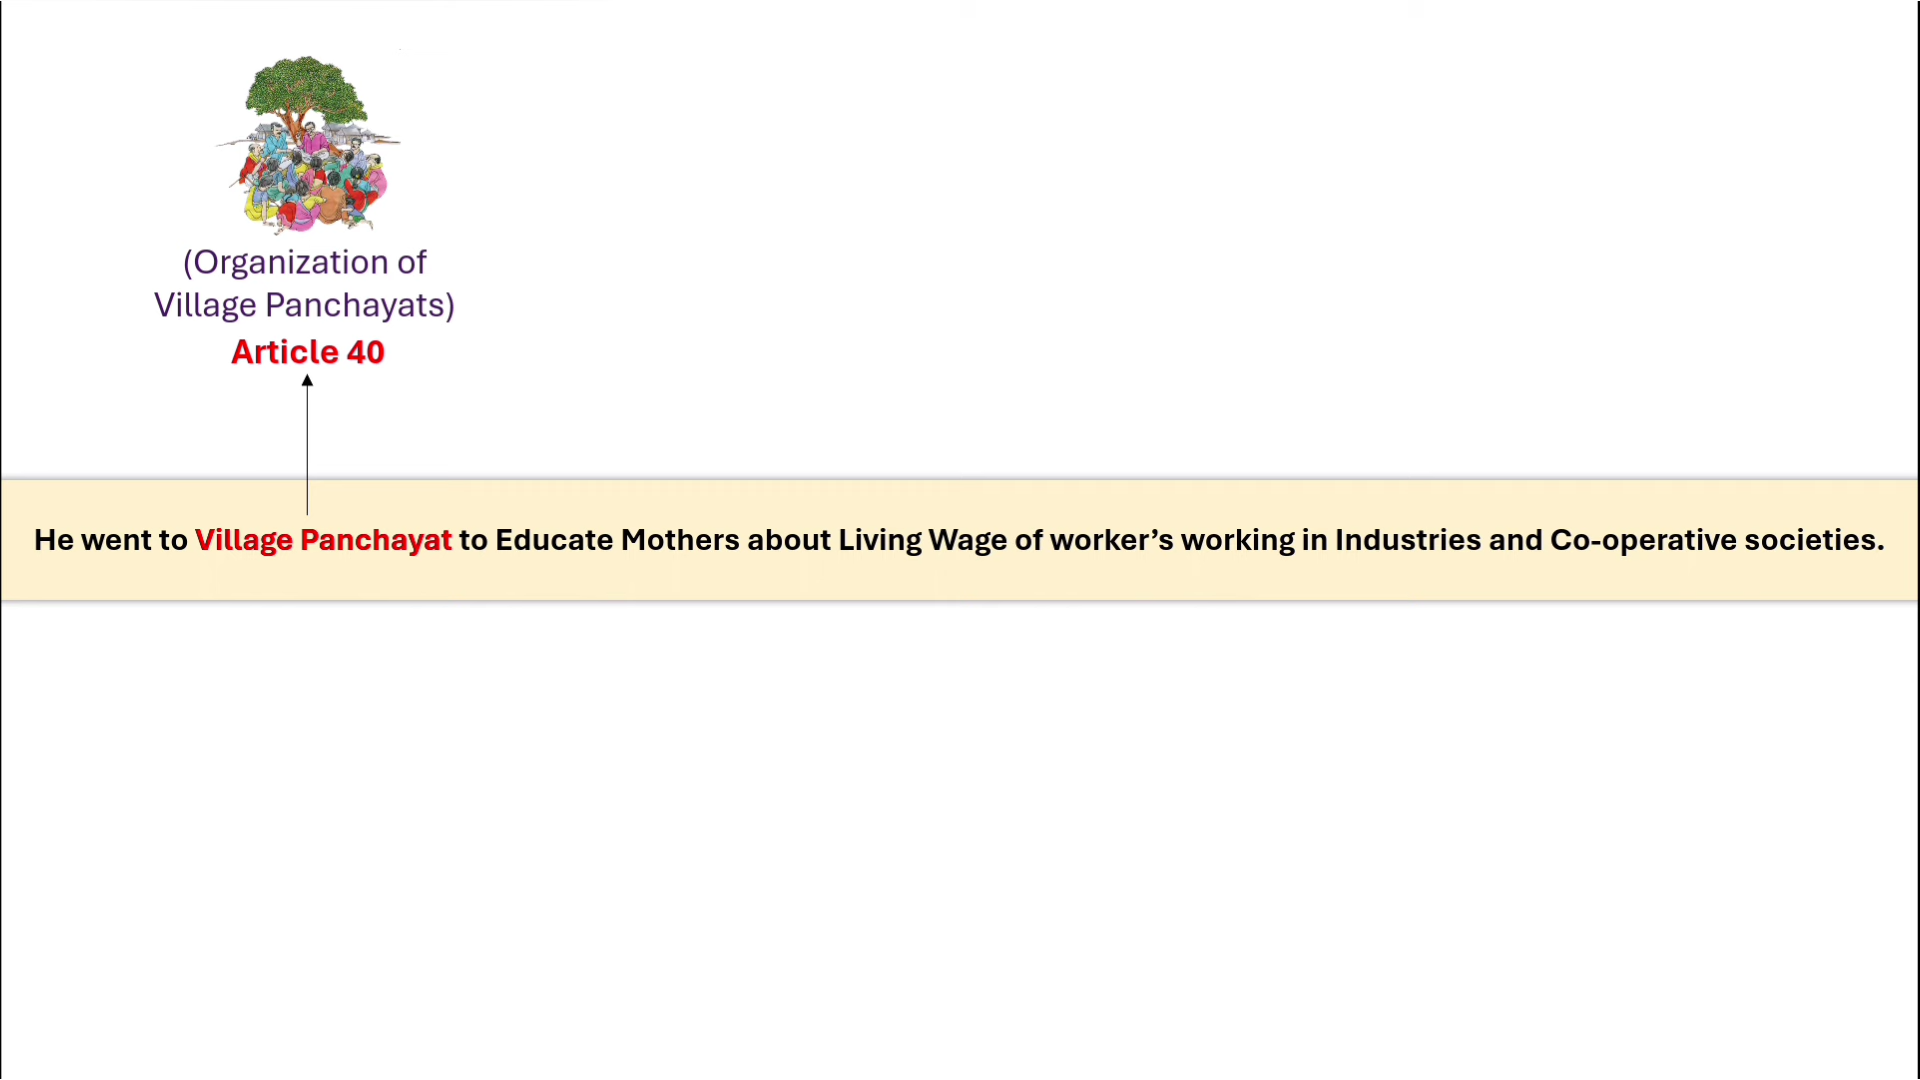 (Organization of
Village Panchayats)
Article 40
He went to Village Panchayat to Educate Mothers about Living Wage of worker’s working in Industries and Co-operative societies.